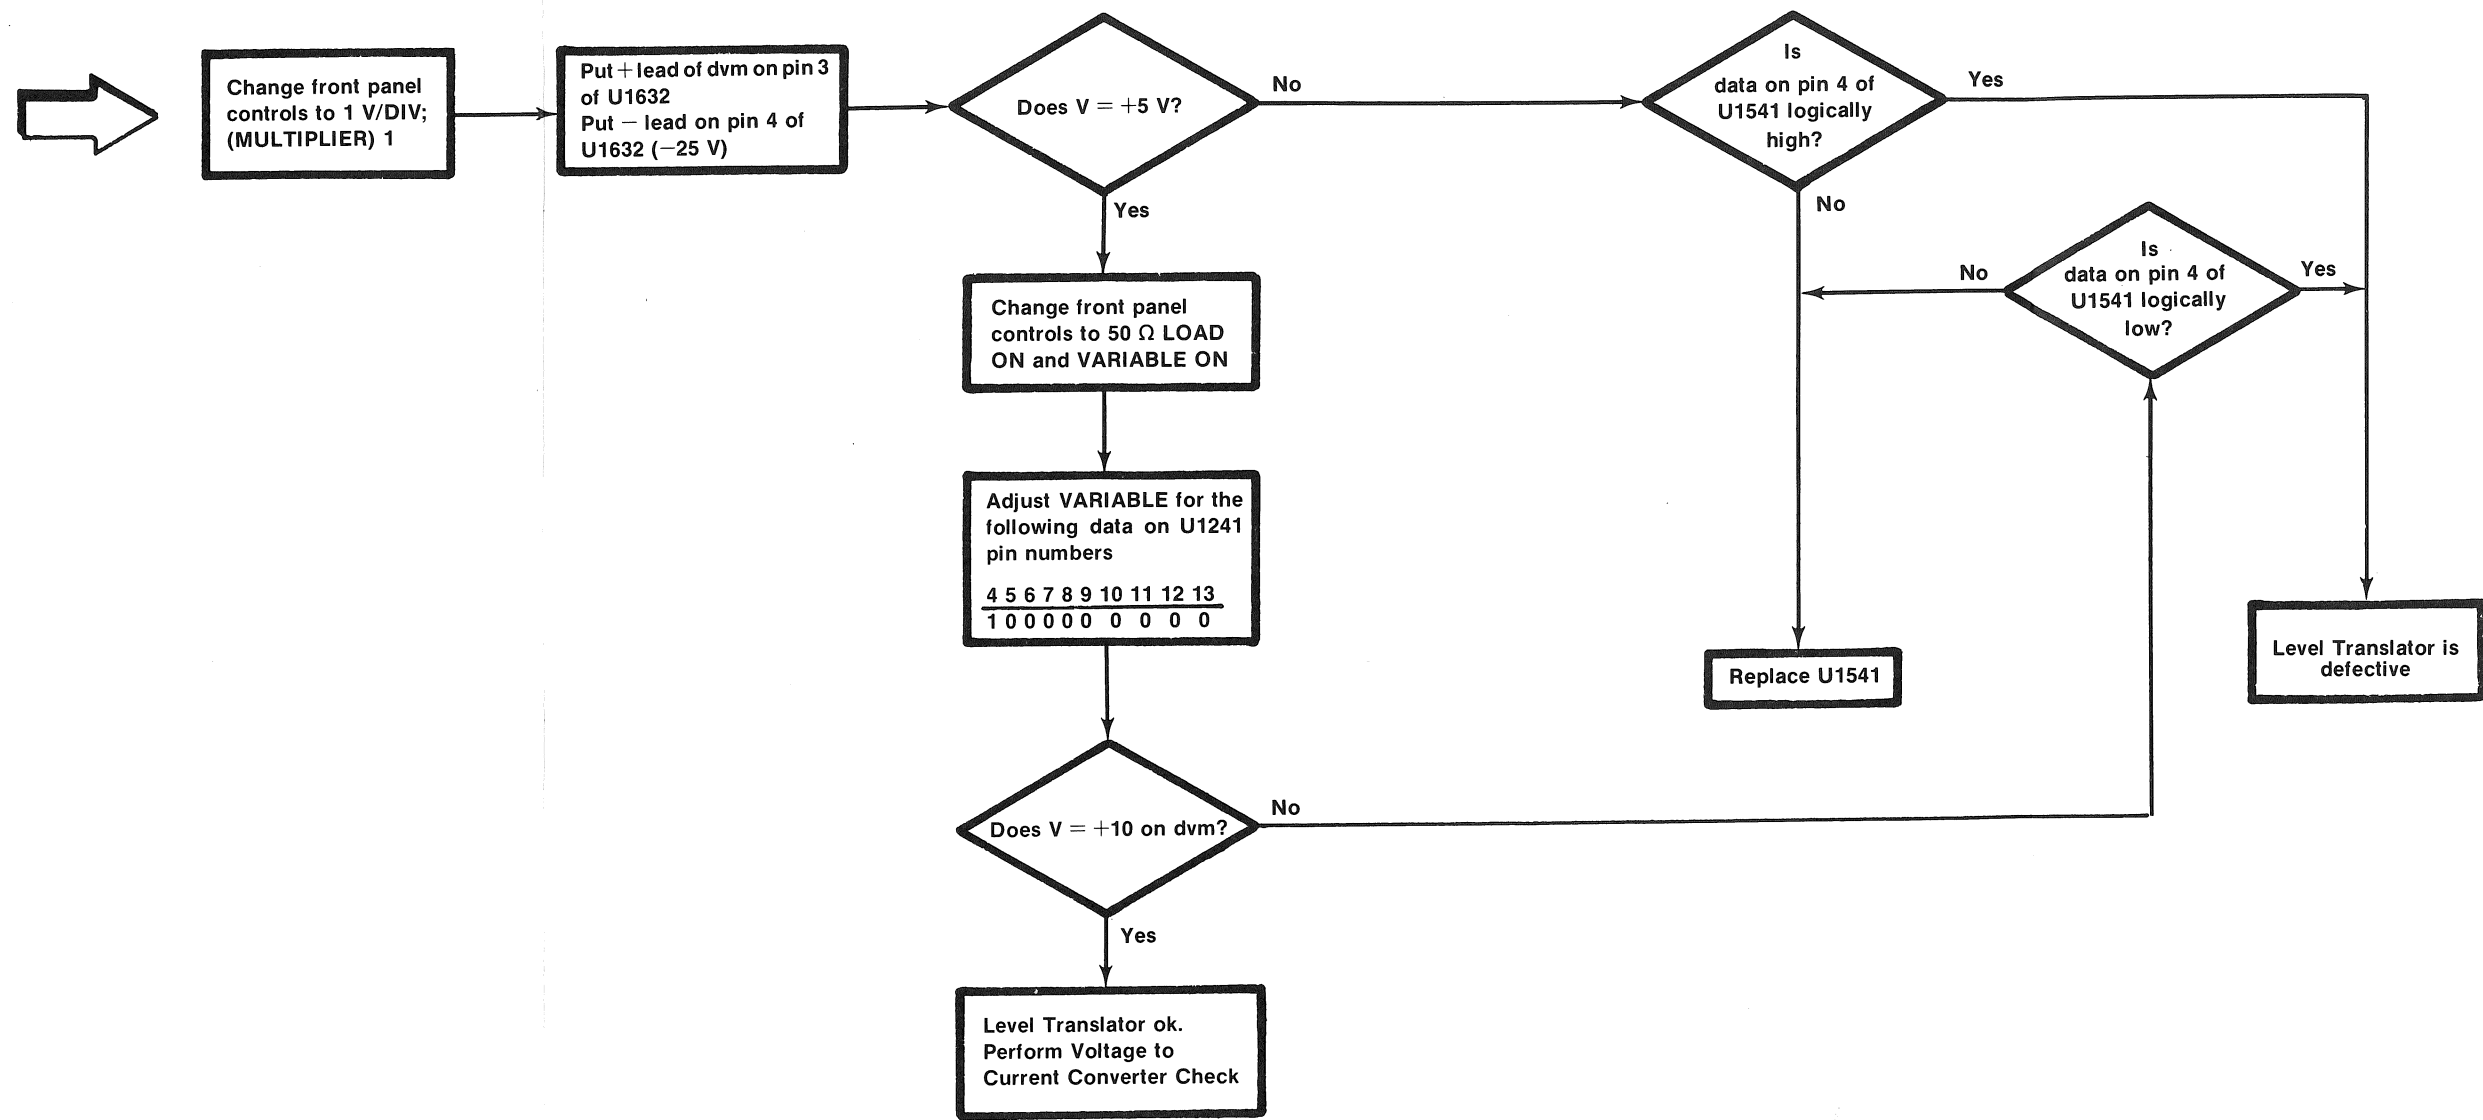 Change front panel
controls to 1 V/DIV;
(MULTIPLIER) 1
Put + lead of dvm on pin 3
of U1632
Put − lead on pin 4 of
U1632 (−25 V)
Does V = +5 V?
No
Yes
Is
data on pin 4 of
U1541 logically
high?
Yes
No
Is
data on pin 4 of
U1541 logically
low?
No
Yes
Change front panel
controls to 50 Ω LOAD
ON and VARIABLE ON
Adjust VARIABLE for the
following data on U1241
pin numbers
4 5 6 7 8 9 10 11 12 13
1 0 0 0 0 0 0 0 0 0
Replace U1541
Level Translator is
defective
Does V = +10 on dvm?
No
Yes
Level Translator ok.
Perform Voltage to
Current Converter Check